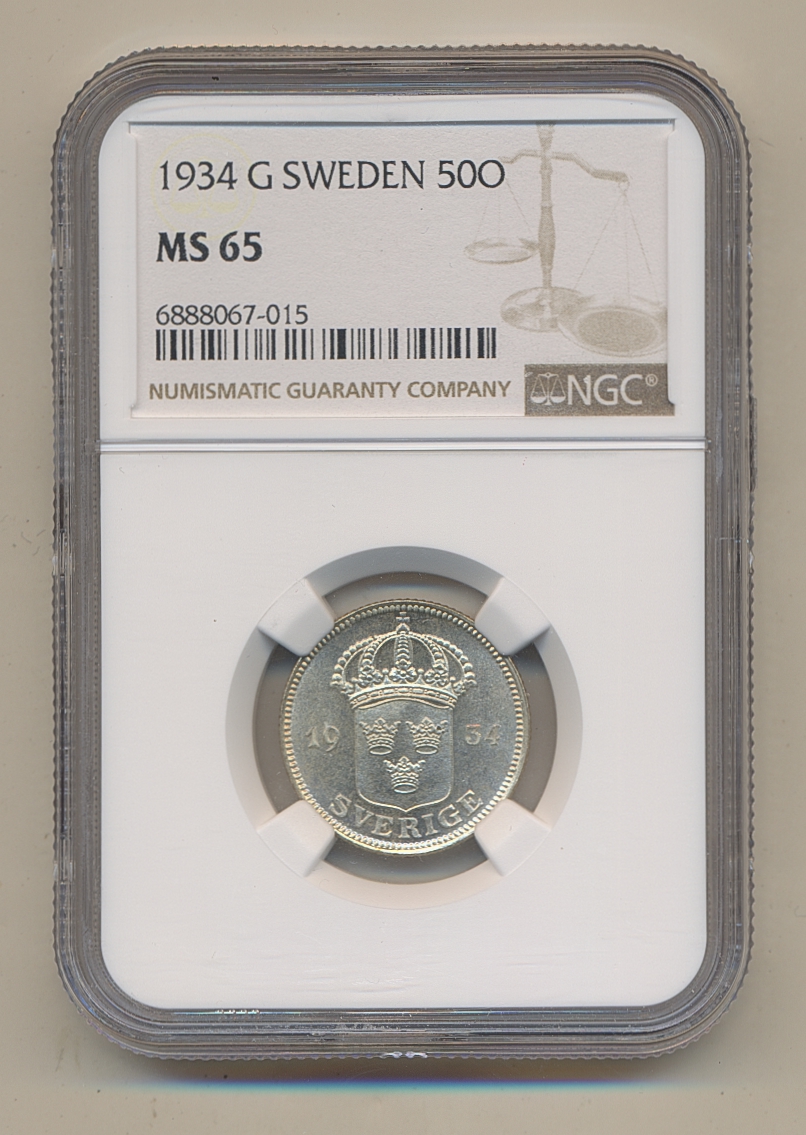 1934 G SWEDEN 50O
MS 65
6888067-015
NUMISMATIC GUARANTY COMPANY
NGC®
19 34
SVERIGE